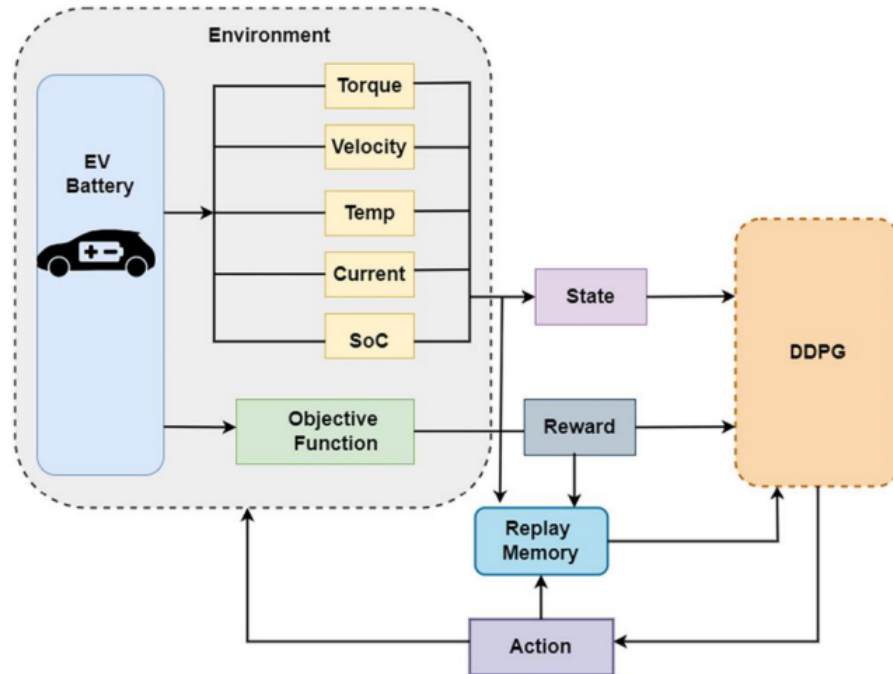 Environment
EV
Battery
Torque
Velocity
Temp
Current
SoC
Objective
Function
State
Reward
Replay
Memory
Action
DDPG